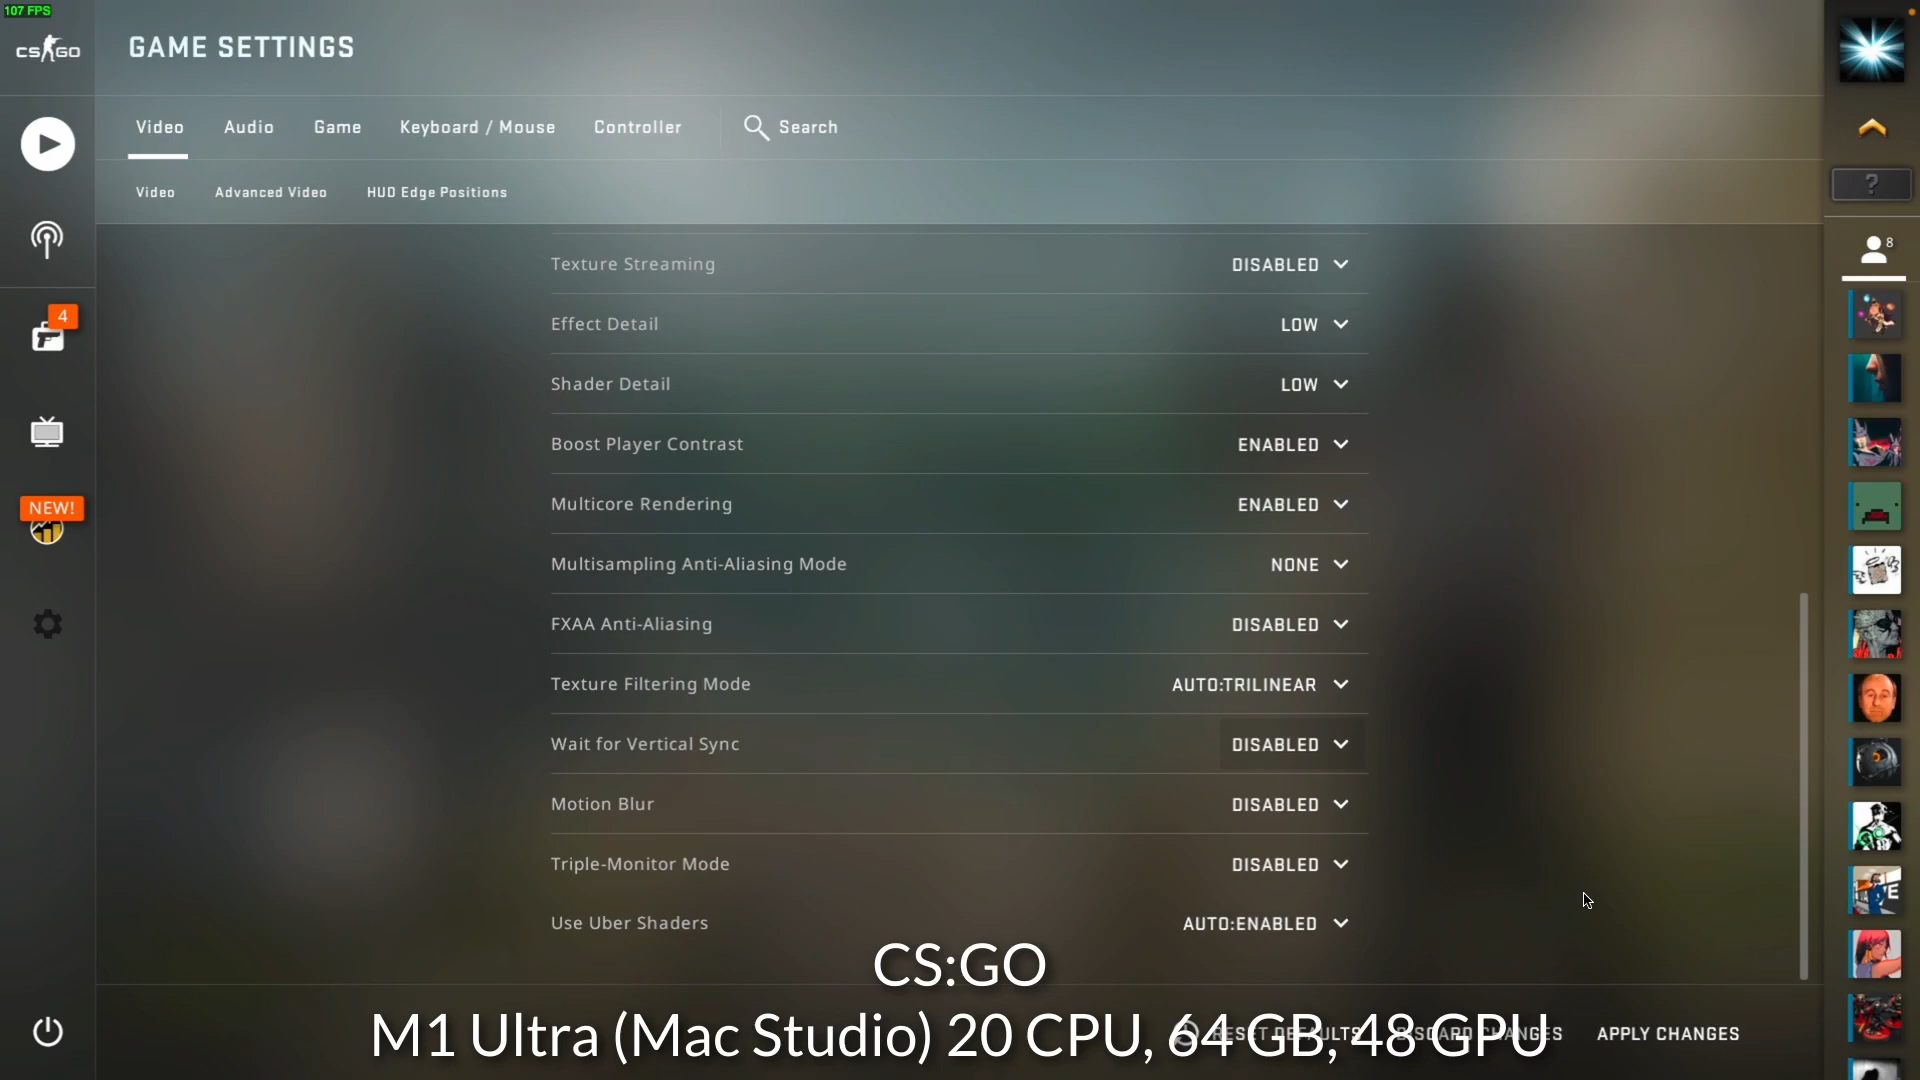 107 FPS
CS GO
GAME SETTINGS
Video Audio Game Keyboard / Mouse Controller Search
Video Advanced Video HUD Edge Positions
?
8
4
NEW!
Texture Streaming DISABLED
Effect Detail LOW
Shader Detail LOW
Boost Player Contrast ENABLED
Multicore Rendering ENABLED
Multisampling Anti-Aliasing Mode NONE
FXAA Anti-Aliasing DISABLED
Texture Filtering Mode AUTO:TRILINEAR
Wait for Vertical Sync DISABLED
Motion Blur DISABLED
Triple-Monitor Mode DISABLED
Use Uber Shaders AUTO:ENABLED
CS:GO
M1 Ultra (Mac Studio) 20 CPU, 64 GB, 48 GPU
RESET DEFAULTS DISCARD CHANGES APPLY CHANGES